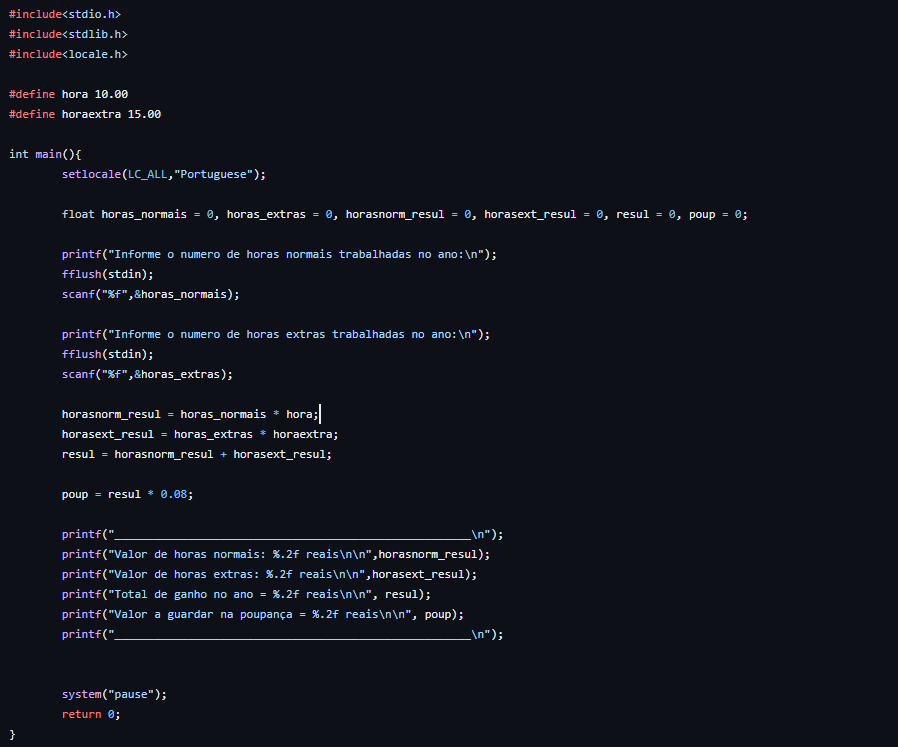 #include<stdio.h>
#include<stdlib.h>
#include<locale.h>
#define hora 10.00
#define horaextra 15.00
int main(){
setlocale(LC_ALL,"Portuguese");
float horas_normais = 0, horas_extras = 0, horasnorm_resul = 0, horasext_resul = 0, resul = 0, poup = 0;
printf("Informe o numero de horas normais trabalhadas no ano:\n");
fflush(stdin);
scanf("%f",&horas_normais);
printf("Informe o numero de horas extras trabalhadas no ano:\n");
fflush(stdin);
scanf("%f",&horas_extras);
horasnorm_resul = horas_normais * hora;
horasext_resul = horas_extras * horaextra;
resul = horasnorm_resul + horasext_resul;
poup = resul * 0.08;
printf("______________________________________________________\n");
printf("Valor de horas normais: %.2f reais\n\n",horasnorm_resul);
printf("Valor de horas extras: %.2f reais\n\n",horasext_resul);
printf("Total de ganho no ano = %.2f reais\n\n", resul);
printf("Valor a guardar na poupança = %.2f reais\n\n", poup);
printf("______________________________________________________\n");
system("pause");
return 0;
}